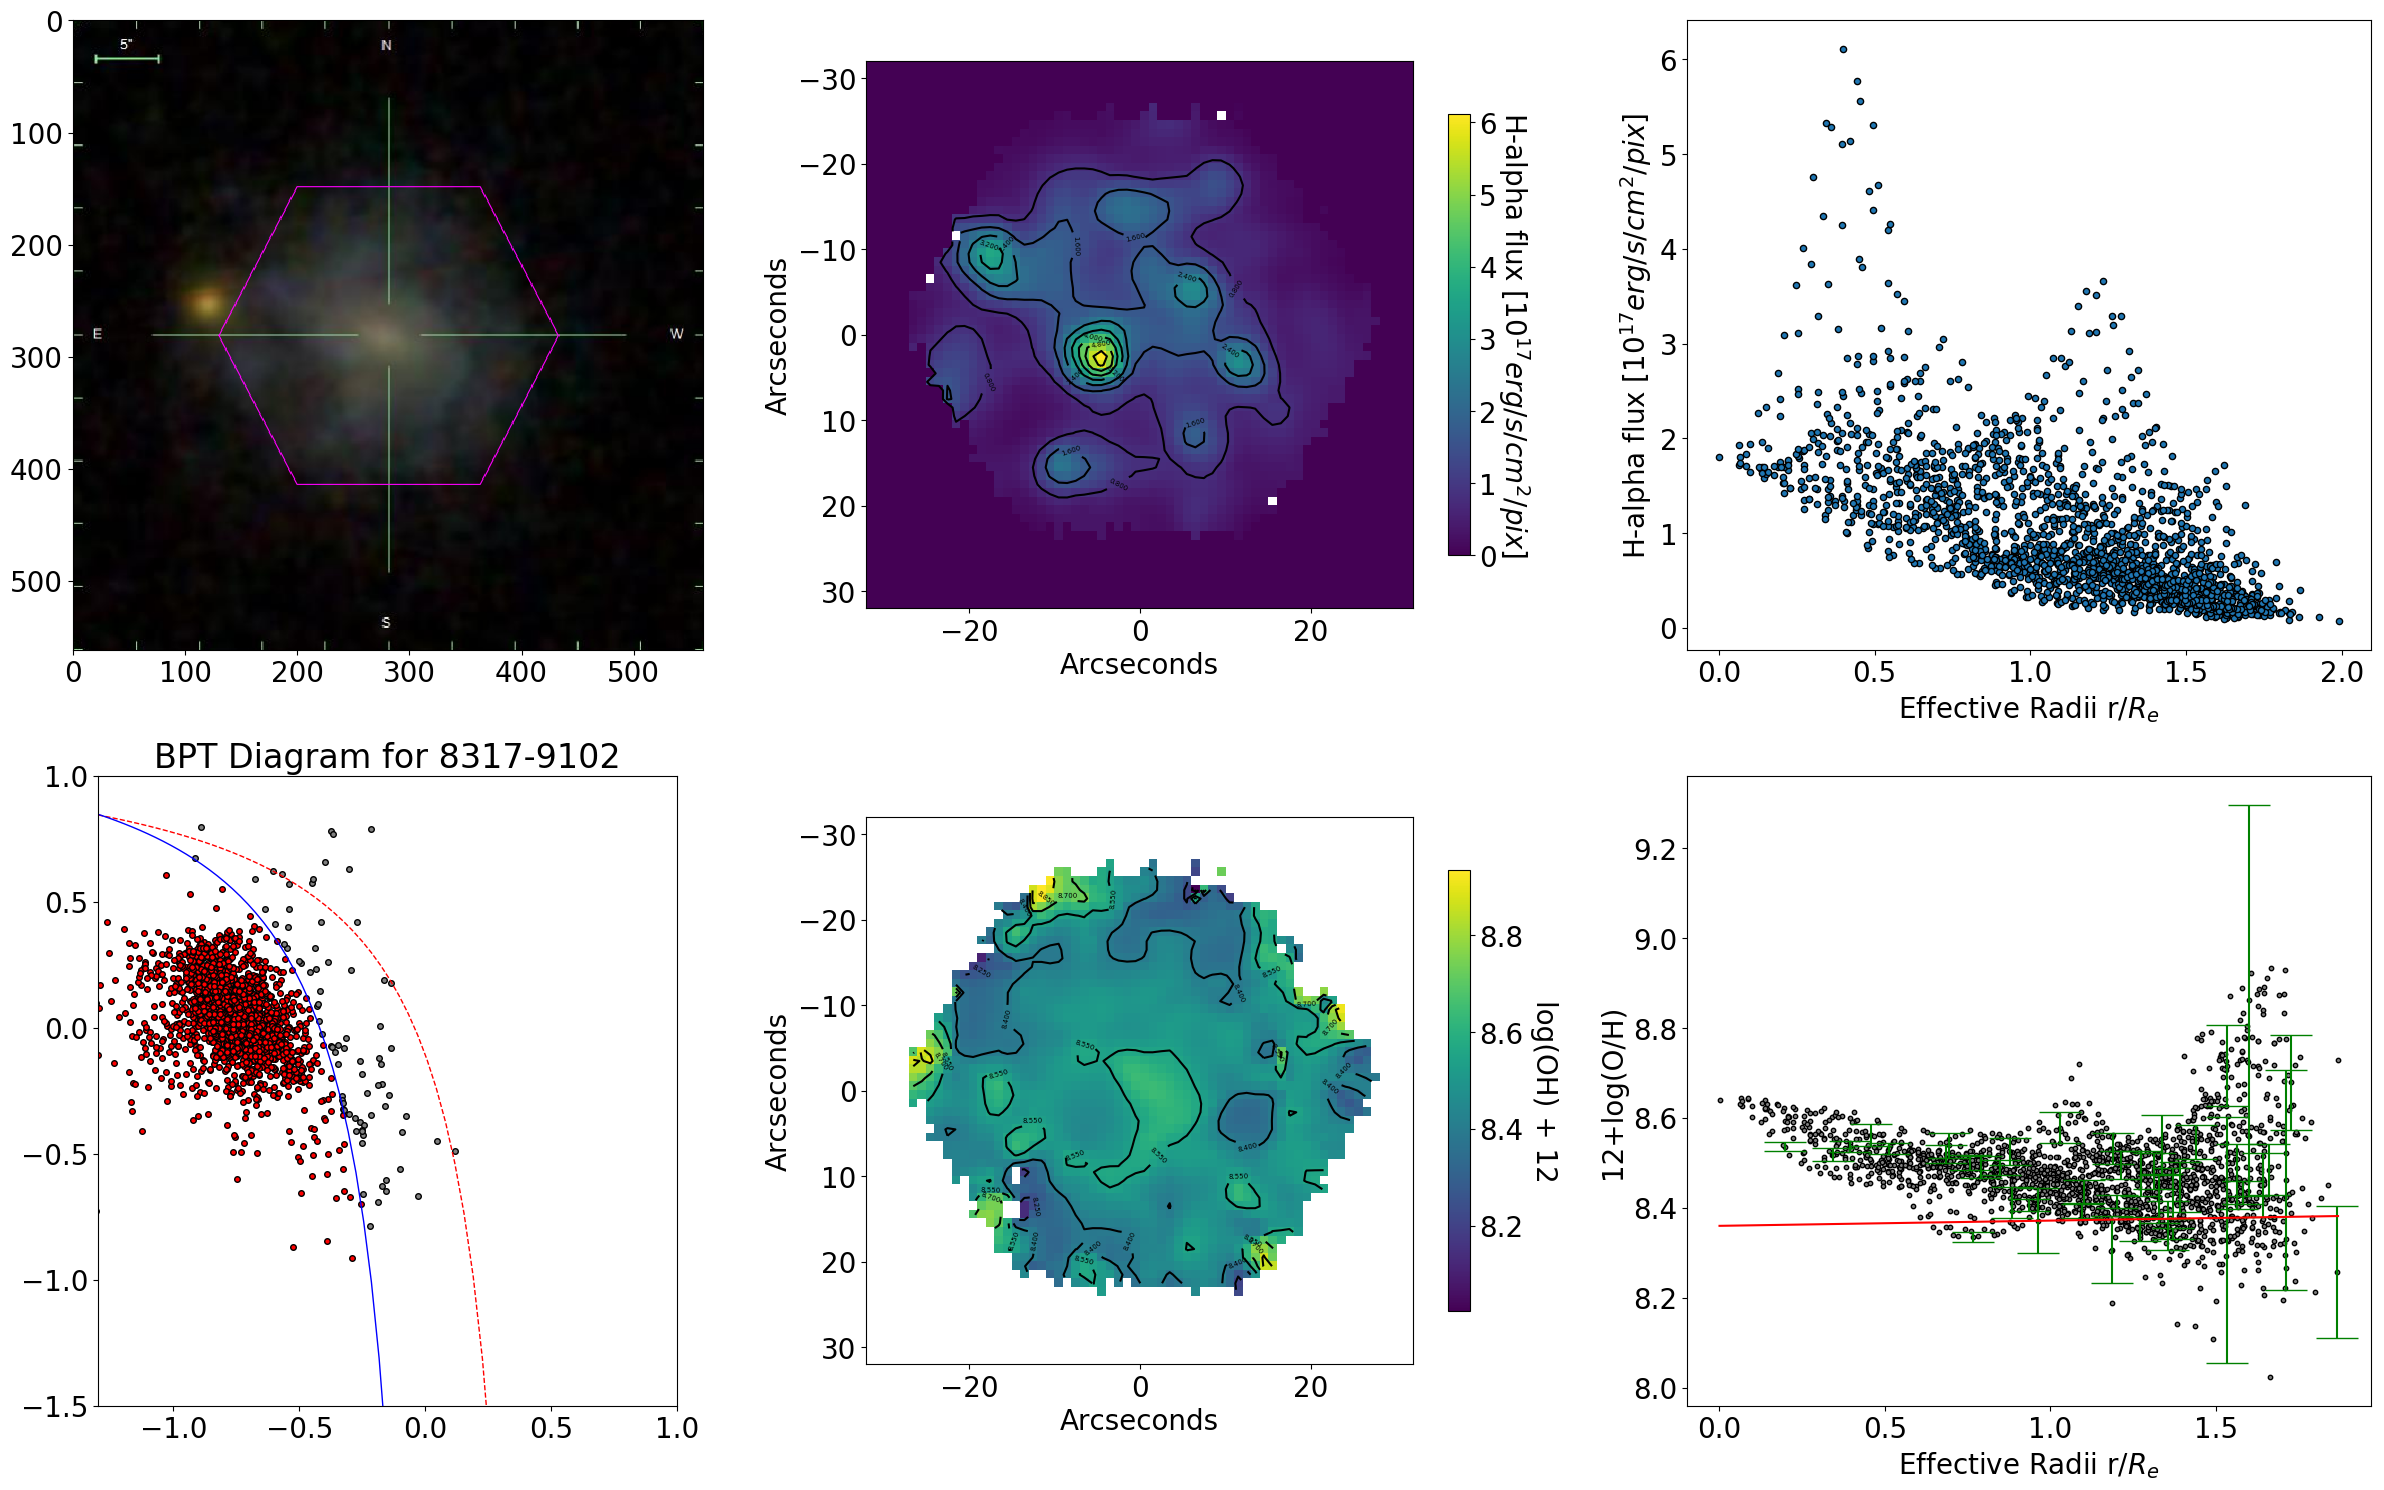 0
100
200
300
400
500
0 100 200 300 400 500
5"
N
E
W
S
−30
−20
−10
0
10
20
30
−20 0 20
Arcseconds
Arcseconds
6
5
4
3
2
1
0
H-alpha flux [10^17 erg/s/cm^2/pix]
6
5
4
3
2
1
0
0.0 0.5 1.0 1.5 2.0
H-alpha flux [10^17 erg/s/cm^2/pix]
Effective Radii r/R_e
BPT Diagram for 8317-9102
1.0
0.5
0.0
−0.5
−1.0
−1.5
−1.0 −0.5 0.0 0.5 1.0
−30
−20
−10
0
10
20
30
−20 0 20
Arcseconds
Arcseconds
8.8
8.6
8.4
8.2
log(OH) + 12
9.2
9.0
8.8
8.6
8.4
8.2
8.0
0.0 0.5 1.0 1.5
12+log(O/H)
Effective Radii r/R_e